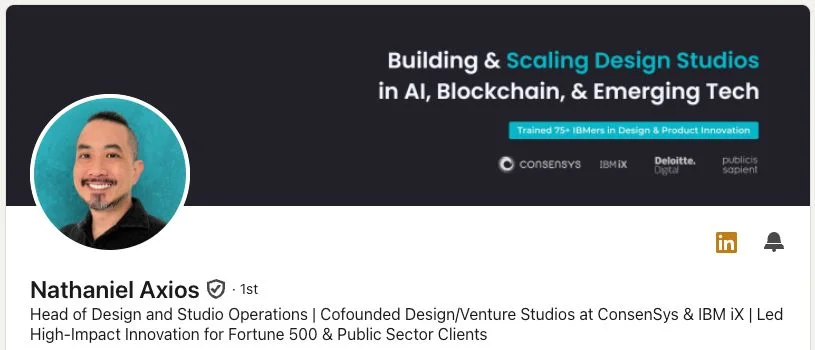 Building & Scaling Design Studios
in AI, Blockchain, & Emerging Tech
Trained 75+ IBMers in Design & Product Innovation
CONSENSYS IBM iX Deloitte. Digital publicis sapient
in
Nathaniel Axios · 1st
Head of Design and Studio Operations | Cofounded Design/Venture Studios at ConsenSys & IBM iX | Led
High-Impact Innovation for Fortune 500 & Public Sector Clients